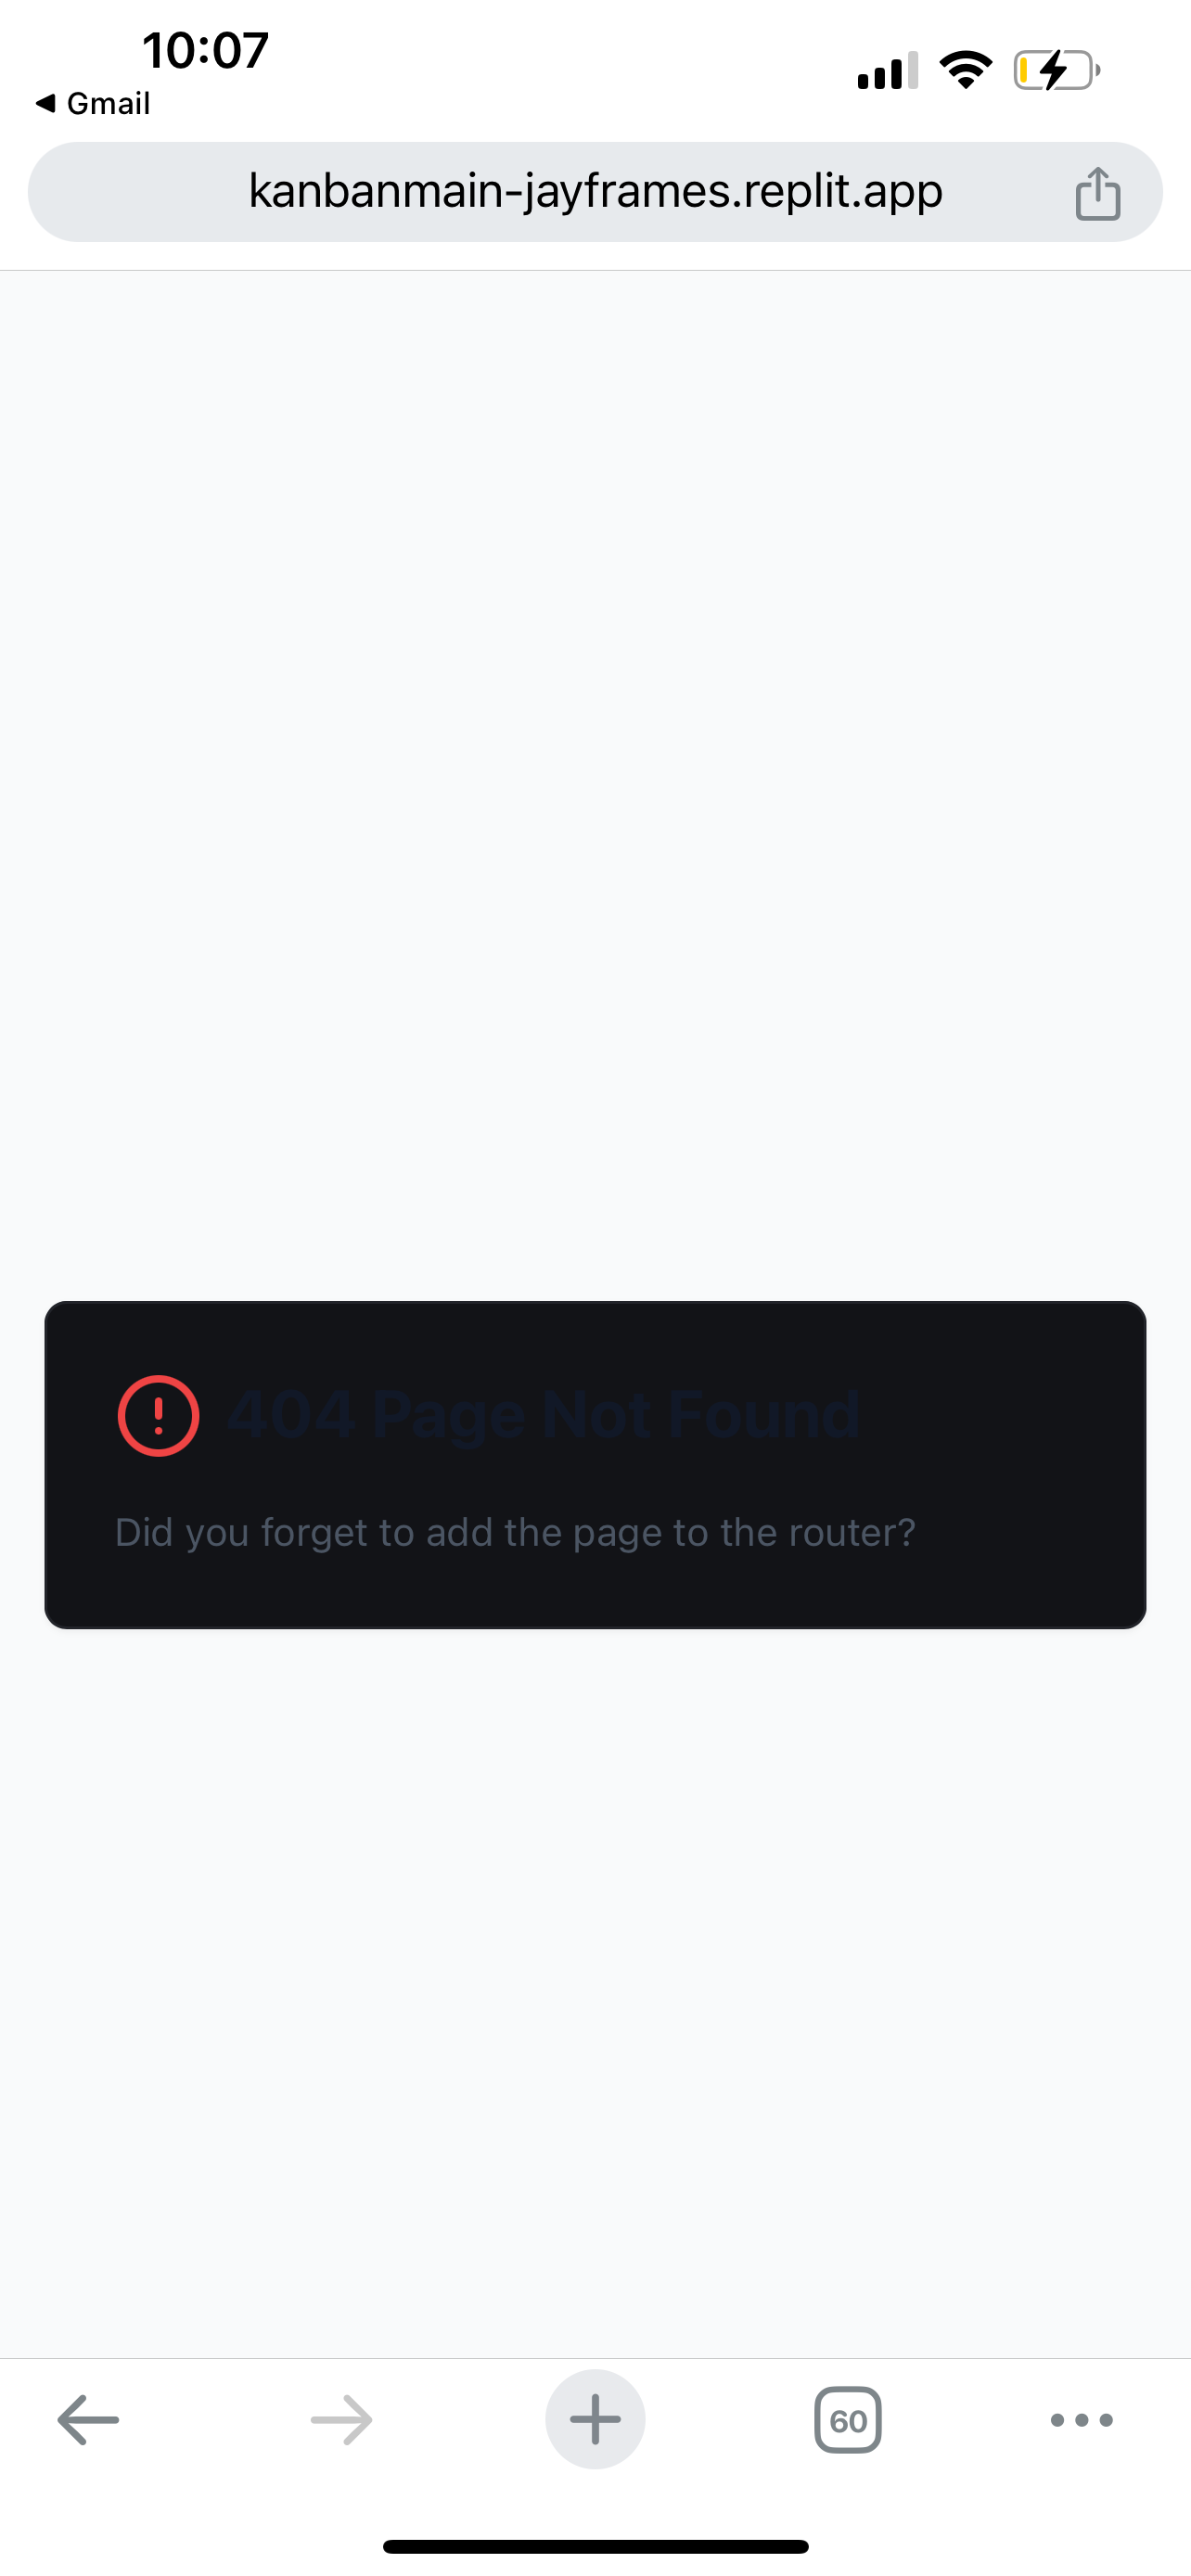 10:07
◀ Gmail
kanbanmain-jayframes.replit.app
404 Page Not Found
Did you forget to add the page to the router?
60